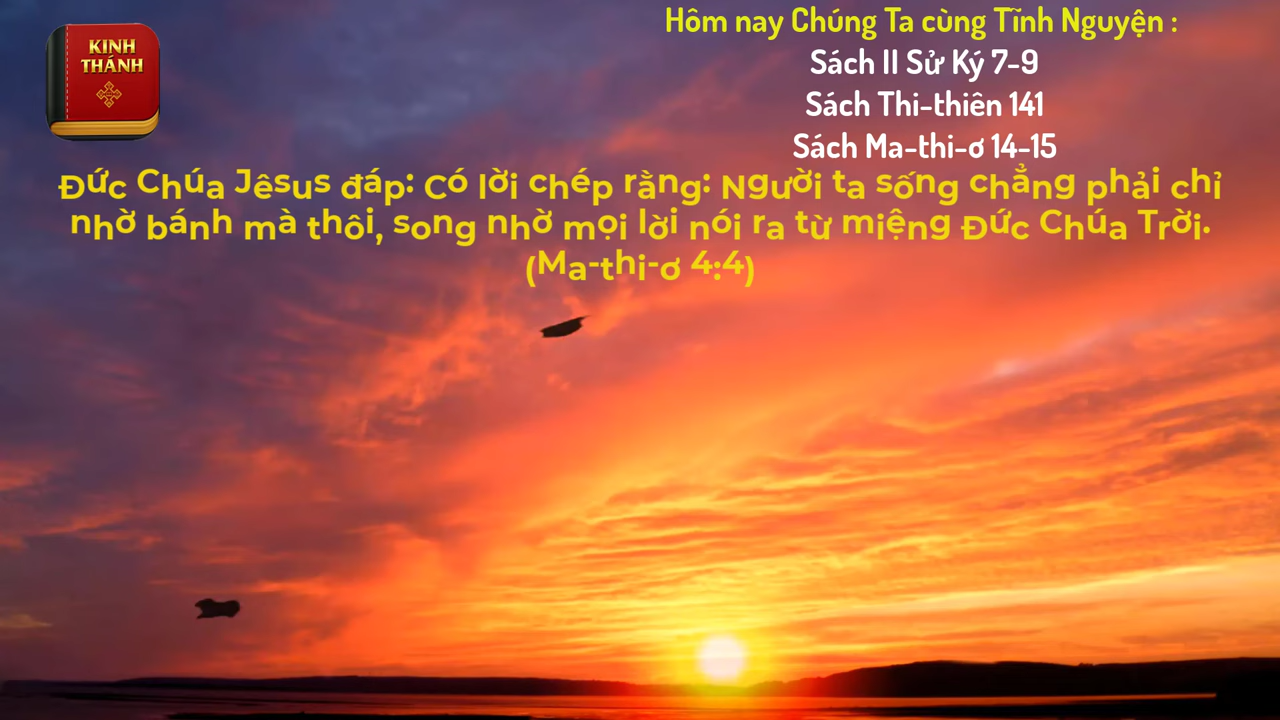 KINH
THÁNH
Hôm nay Chúng Ta cùng Tĩnh Nguyện :
Sách II Sử Ký 7-9
Sách Thi-thiên 141
Sách Ma-thi-ơ 14-15
Đức Chúa Jêsus đáp: Có lời chép rằng: Người ta sống chẳng phải chỉ
nhờ bánh mà thôi, song nhờ mọi lời nói ra từ miệng Đức Chúa Trời.
(Ma-thi-ơ 4:4)